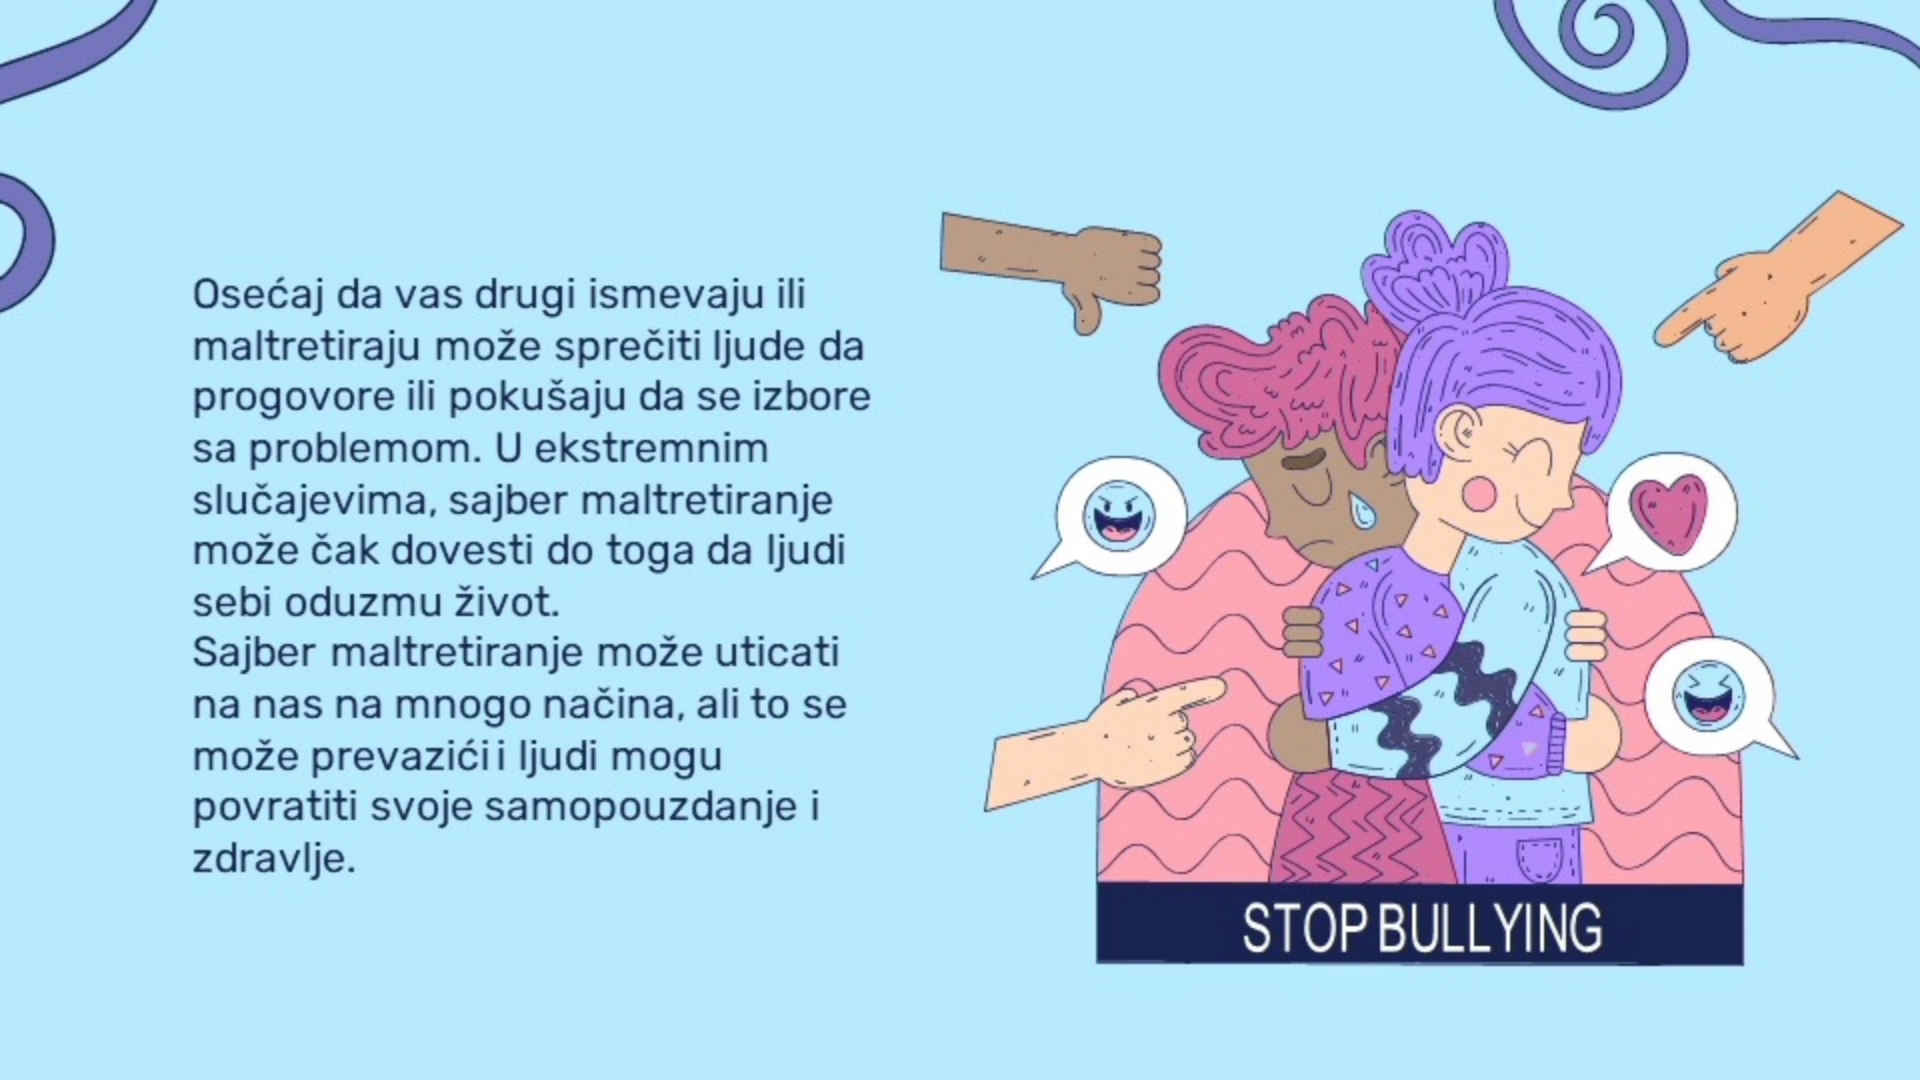 Osećaj da vas drugi ismevaju ili
maltretiraju može sprečiti ljude da
progovore ili pokušaju da se izbore
sa problemom. U ekstremnim
slučajevima, sajber maltretiranje
može čak dovesti do toga da ljudi
sebi oduzmu život.
Sajber maltretiranje može uticati
na nas na mnogo načina, ali to se
može prevazići i ljudi mogu
povratiti svoje samopouzdanje i
zdravlje.
STOP BULLYING